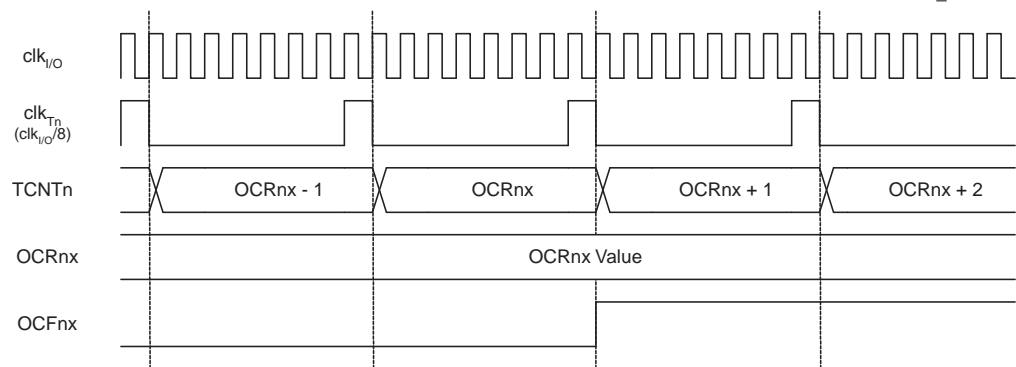 clkI/O
clkTn
(clkI/O/8)
TCNTn OCRnx - 1 OCRnx OCRnx + 1 OCRnx + 2
OCRnx OCRnx Value
OCFnx